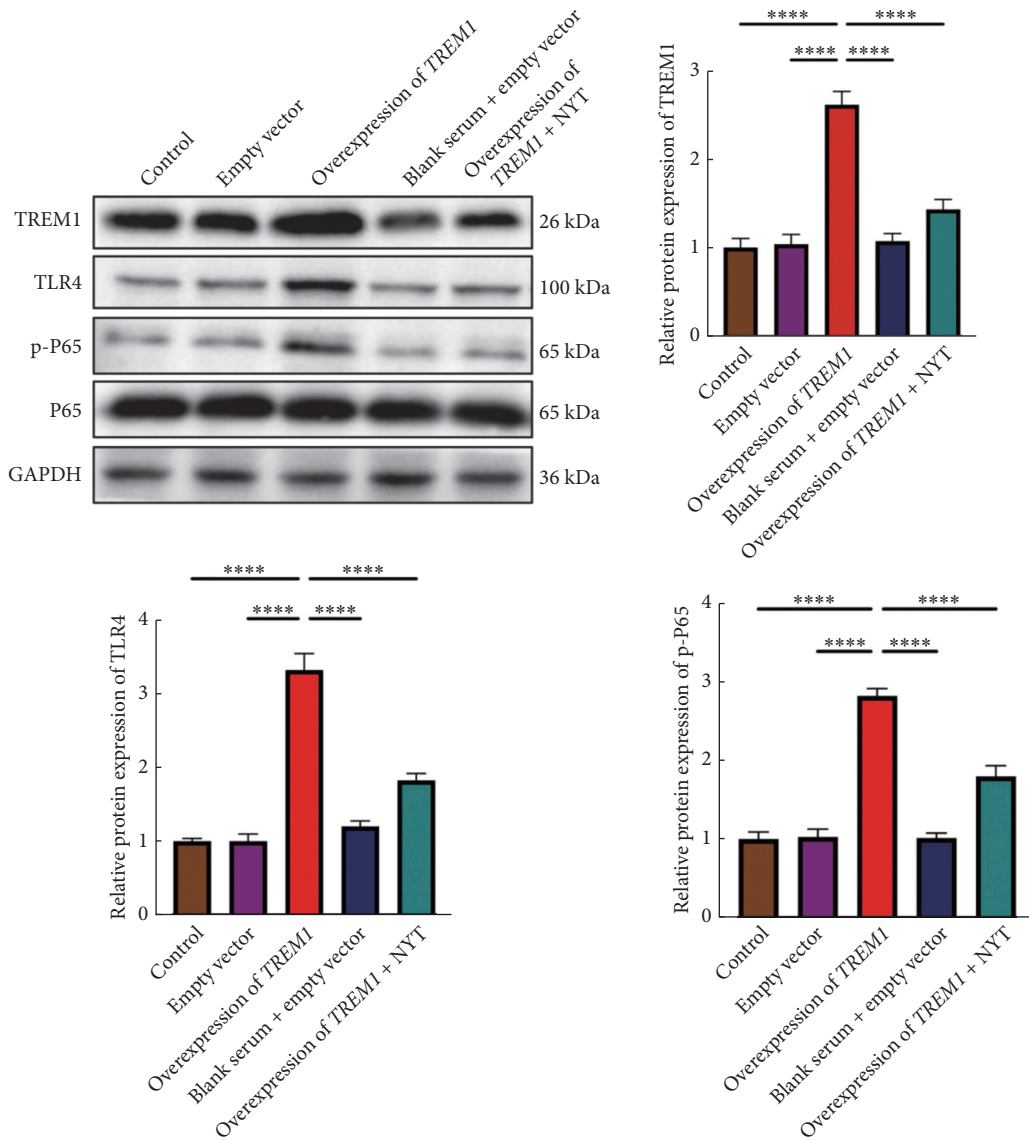 Control
Empty vector
Overexpression of TREM1
Blank serum + empty vector
Overexpression of
TREM1 + NYT
TREM1
26 kDa
TLR4
100 kDa
p-P65
65 kDa
P65
65 kDa
GAPDH
36 kDa
Relative protein expression of TREM1
3
2
1
0
****
****
****
****
Control
Empty vector
Overexpression of TREM1
Blank serum + empty vector
Overexpression of TREM1 + NYT
Relative protein expression of TLR4
4
3
2
1
0
****
****
****
****
Control
Empty vector
Overexpression of TREM1
Blank serum + empty vector
Overexpression of TREM1 + NYT
Relative protein expression of p-P65
4
3
2
1
0
****
****
****
****
Control
Empty vector
Overexpression of TREM1
Blank serum + empty vector
Overexpression of TREM1 + NYT